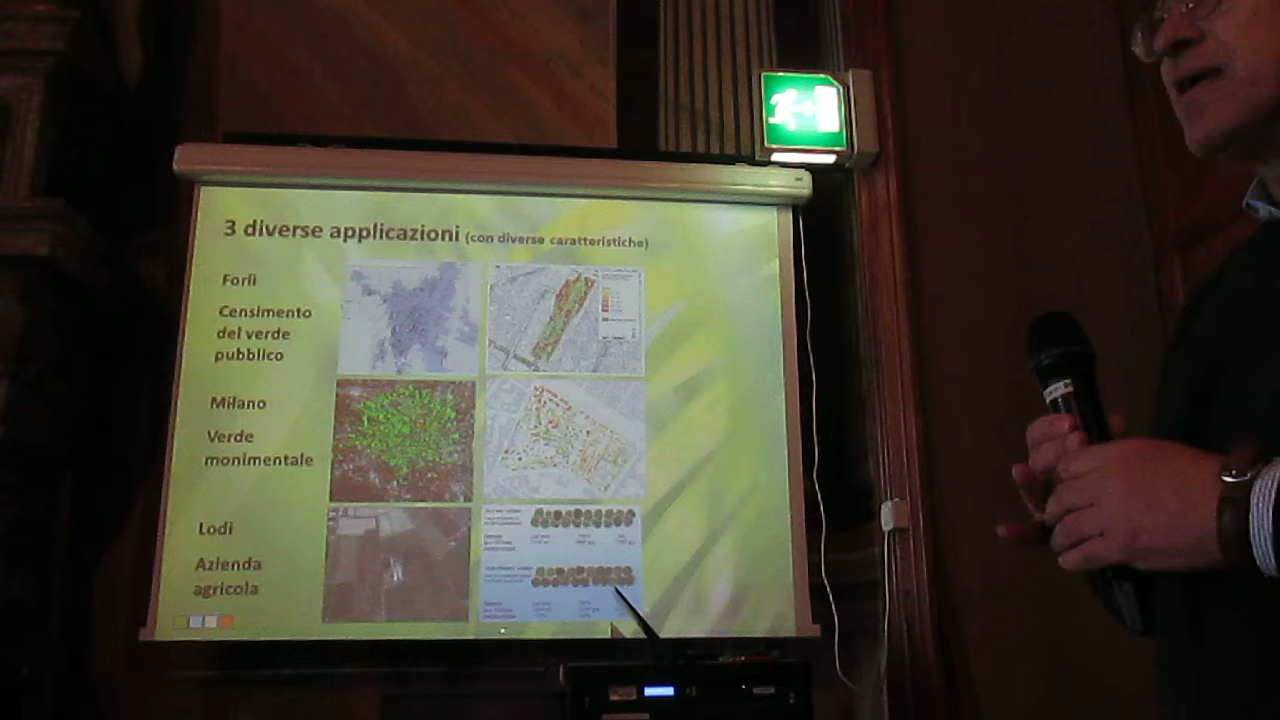 3 diverse applicazioni (con diverse caratteristiche)
Forlì
Censimento
del verde
pubblico
Milano
Verde
monimentale
Lodi
Azienda
agricola